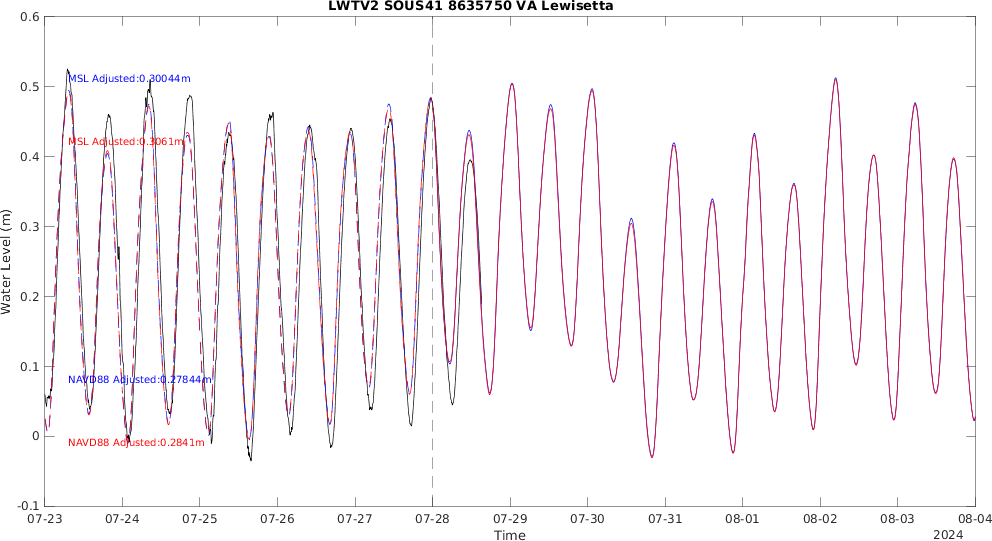 LWTV2 SOUS41 8635750 VA Lewisetta
0.6
0.5
0.4
0.3
0.2
0.1
0
-0.1
Water Level (m)
MSL Adjusted:0.30044m
MSL Adjusted:0.3061m
NAVD88 Adjusted:0.27844m
NAVD88 Adjusted:0.2841m
07-23 07-24 07-25 07-26 07-27 07-28 07-29 07-30 07-31 08-01 08-02 08-03 08-04
Time
2024